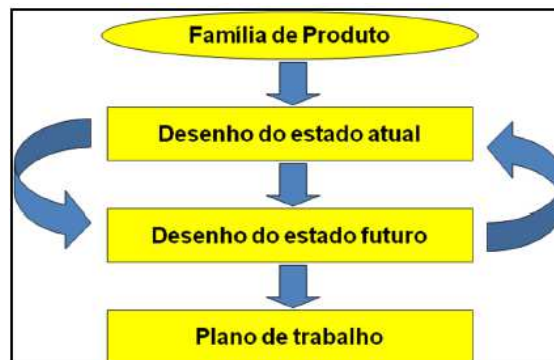 Família de Produto
Desenho do estado atual
Desenho do estado futuro
Plano de trabalho